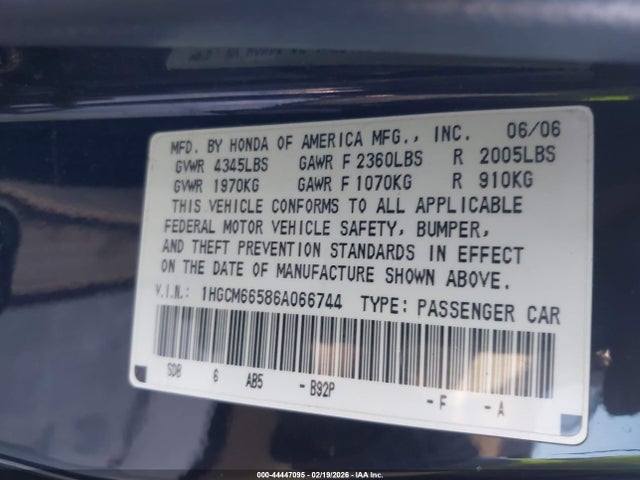 MFD. BY HONDA OF AMERICA MFG., INC. 06/06
GVWR 4345LBS GAWR F 2360LBS R 2005LBS
GVWR 1970KG GAWR F 1070KG R 910KG
THIS VEHICLE CONFORMS TO ALL APPLICABLE
FEDERAL MOTOR VEHICLE SAFETY, BUMPER,
AND THEFT PREVENTION STANDARDS IN EFFECT
ON THE DATE OF MANUFACTURE SHOWN ABOVE.
V.I.N.: 1HGCM66586A066744 TYPE: PASSENGER CAR
SDB 6 AB5 - B92P - F - A
000-44447095 - 02/19/2026 - IAA Inc.